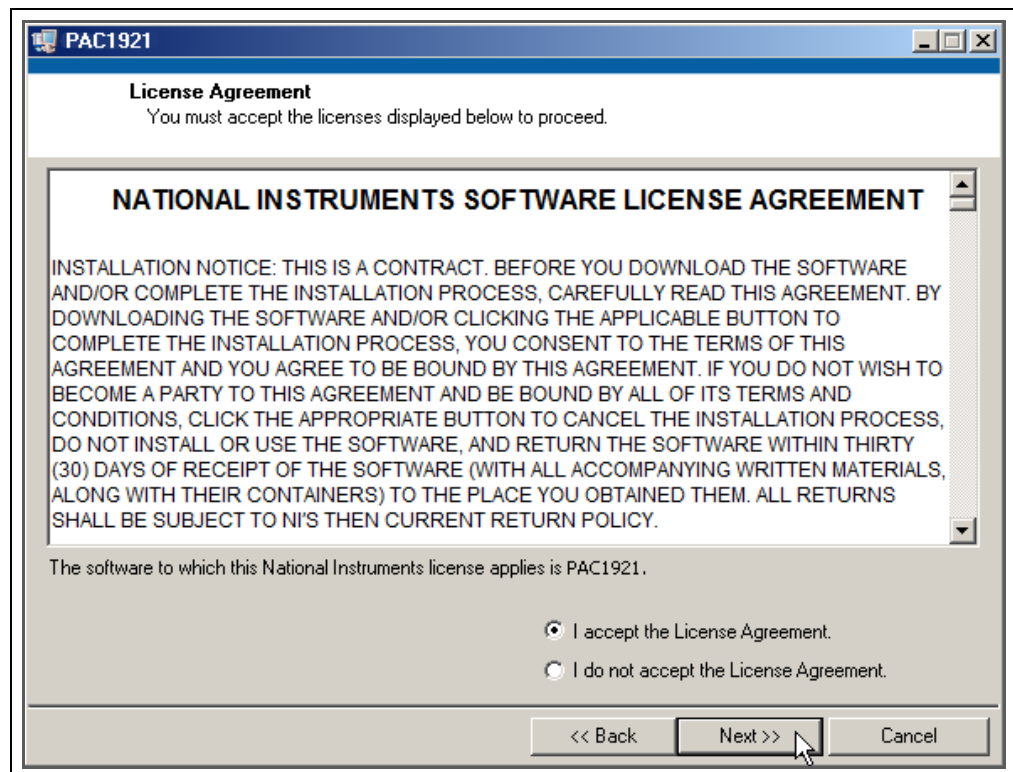 PAC1921
License Agreement
You must accept the licenses displayed below to proceed.
NATIONAL INSTRUMENTS SOFTWARE LICENSE AGREEMENT
INSTALLATION NOTICE: THIS IS A CONTRACT. BEFORE YOU DOWNLOAD THE SOFTWARE
AND/OR COMPLETE THE INSTALLATION PROCESS, CAREFULLY READ THIS AGREEMENT. BY
DOWNLOADING THE SOFTWARE AND/OR CLICKING THE APPLICABLE BUTTON TO
COMPLETE THE INSTALLATION PROCESS, YOU CONSENT TO THE TERMS OF THIS
AGREEMENT AND YOU AGREE TO BE BOUND BY THIS AGREEMENT. IF YOU DO NOT WISH TO
BECOME A PARTY TO THIS AGREEMENT AND BE BOUND BY ALL OF ITS TERMS AND
CONDITIONS, CLICK THE APPROPRIATE BUTTON TO CANCEL THE INSTALLATION PROCESS,
DO NOT INSTALL OR USE THE SOFTWARE, AND RETURN THE SOFTWARE WITHIN THIRTY
(30) DAYS OF RECEIPT OF THE SOFTWARE (WITH ALL ACCOMPANYING WRITTEN MATERIALS,
ALONG WITH THEIR CONTAINERS) TO THE PLACE YOU OBTAINED THEM. ALL RETURNS
SHALL BE SUBJECT TO NI'S THEN CURRENT RETURN POLICY.
The software to which this National Instruments license applies is PAC1921.
I accept the License Agreement.
I do not accept the License Agreement.
<< Back Next >> Cancel